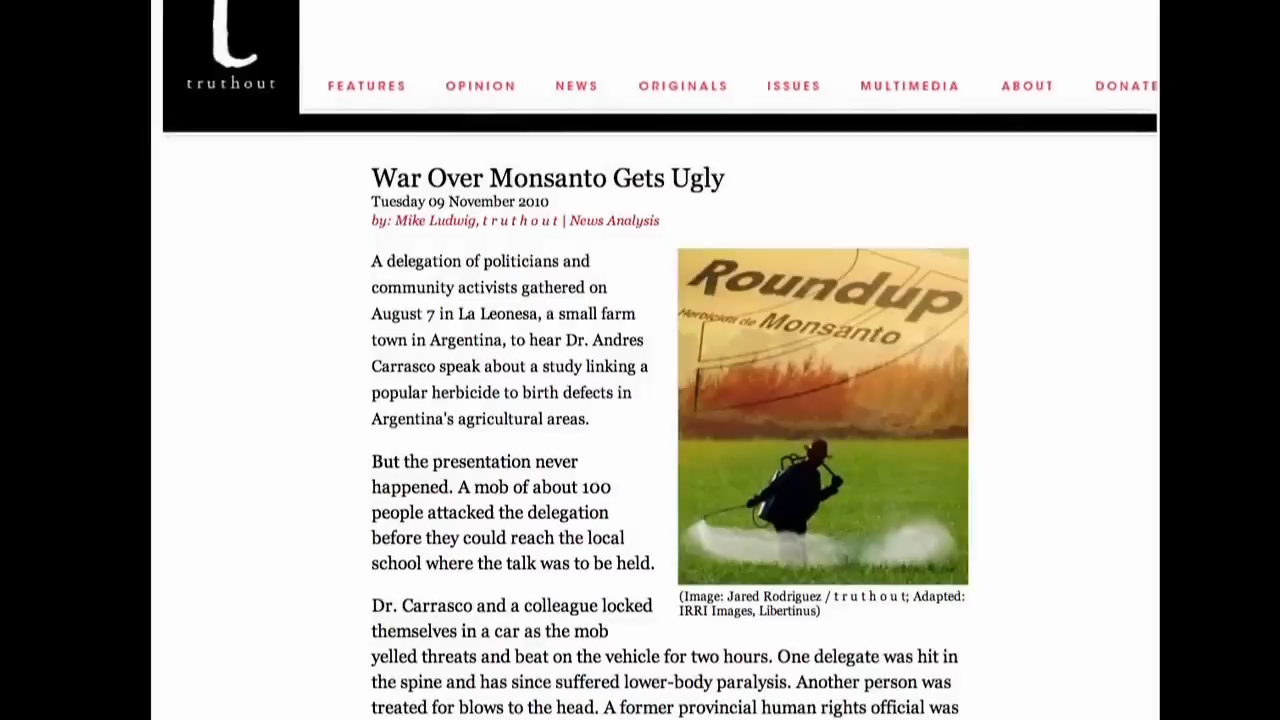 truthout
FEATURES OPINION NEWS ORIGINALS ISSUES MULTIMEDIA ABOUT DONATE
War Over Monsanto Gets Ugly
Tuesday 09 November 2010
by: Mike Ludwig, t r u t h o u t | News Analysis
A delegation of politicians and
community activists gathered on
August 7 in La Leonesa, a small farm
town in Argentina, to hear Dr. Andres
Carrasco speak about a study linking a
popular herbicide to birth defects in
Argentina's agricultural areas.
But the presentation never
happened. A mob of about 100
people attacked the delegation
before they could reach the local
school where the talk was to be held.
Dr. Carrasco and a colleague locked
themselves in a car as the mob
yelled threats and beat on the vehicle for two hours. One delegate was hit in
the spine and has since suffered lower-body paralysis. Another person was
treated for blows to the head. A former provincial human rights official was
Roundup
Herbicida de Monsanto
(Image: Jared Rodriguez / t r u t h o u t; Adapted:
IRRI Images, Libertinus)